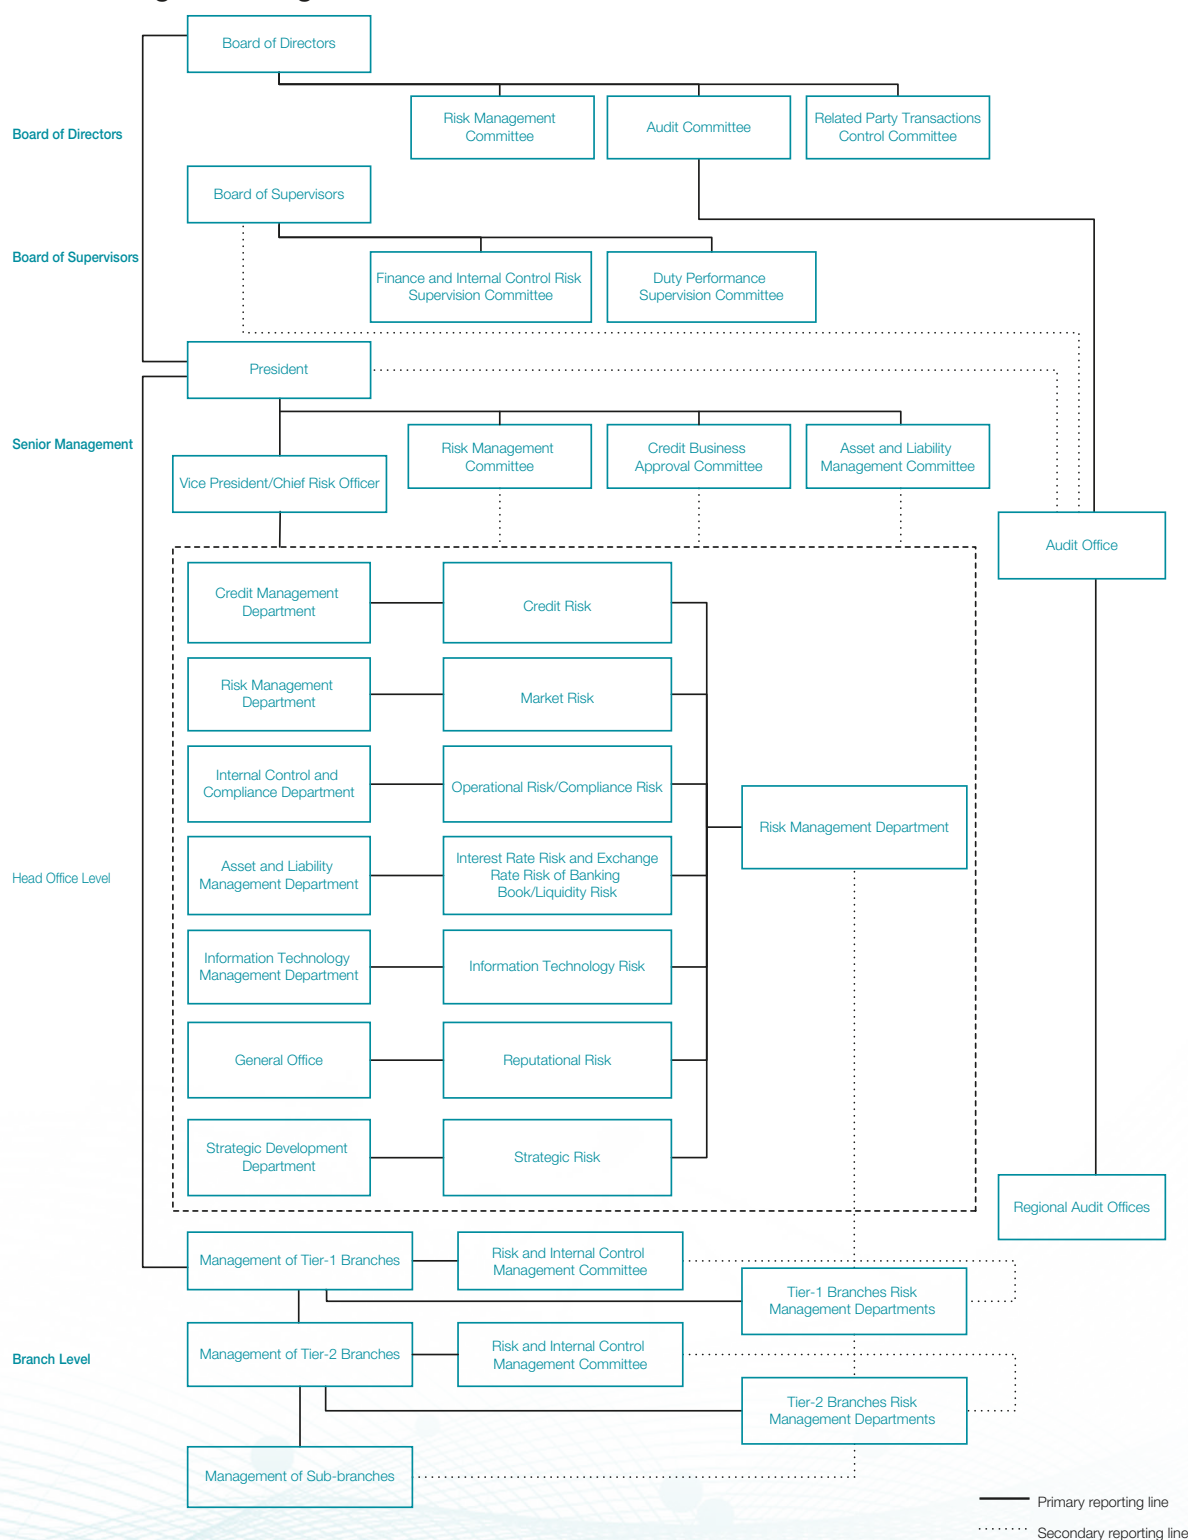 Board of Directors
Risk Management
Committee
Audit Committee
Related Party Transactions
Control Committee
Board of Directors
Board of Supervisors
Board of Supervisors
Finance and Internal Control Risk
Supervision Committee
Duty Performance
Supervision Committee
President
Senior Management
Risk Management
Committee
Credit Business
Approval Committee
Asset and Liability
Management Committee
Vice President/Chief Risk Officer
Audit Office
Credit Management
Department
Credit Risk
Risk Management
Department
Market Risk
Internal Control and
Compliance Department
Operational Risk/Compliance Risk
Risk Management Department
Head Office Level
Asset and Liability
Management Department
Interest Rate Risk and Exchange
Rate Risk of Banking
Book/Liquidity Risk
Information Technology
Management Department
Information Technology Risk
General Office
Reputational Risk
Strategic Development
Department
Strategic Risk
Regional Audit Offices
Management of Tier-1 Branches
Risk and Internal Control
Management Committee
Tier-1 Branches Risk
Management Departments
Branch Level
Management of Tier-2 Branches
Risk and Internal Control
Management Committee
Tier-2 Branches Risk
Management Departments
Management of Sub-branches
Primary reporting line
Secondary reporting line